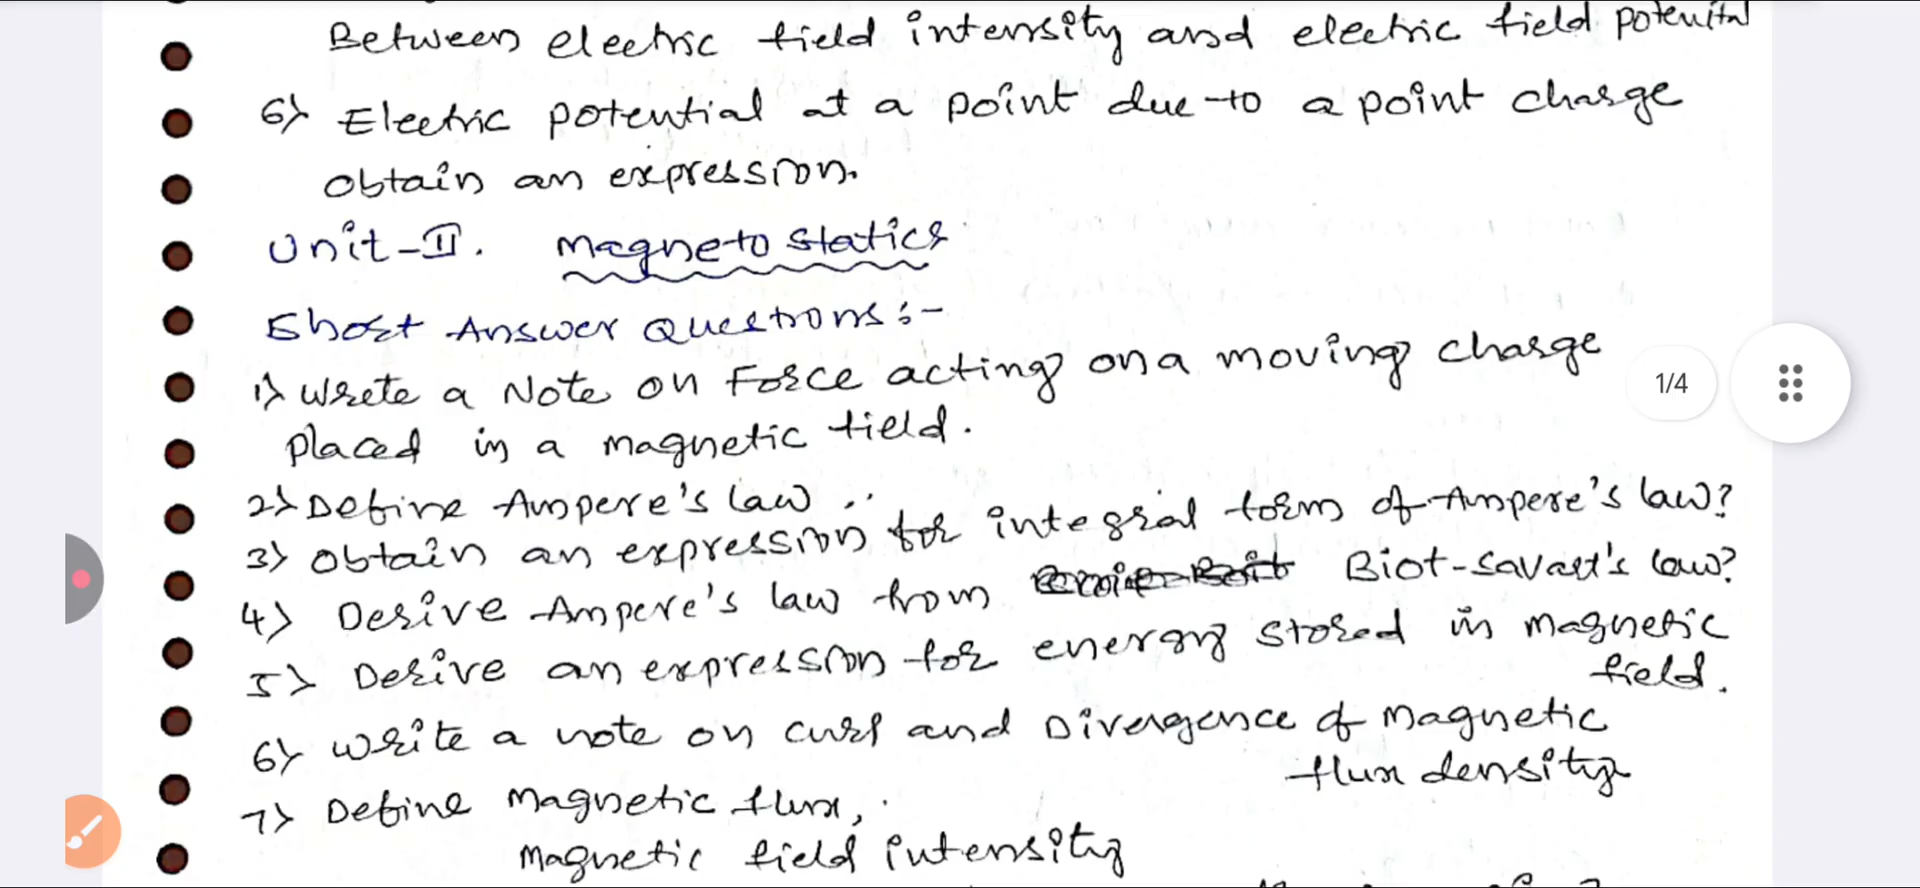 Between electric field intensity and electric field potenital
6) Electric potential at a point due to a point charge
obtain an expression.
Unit-II. Magneto statics
Short Answer Questions:-
1) Write a Note on Force acting on a moving charge
placed in a magnetic field.
2) Define Ampere's law.
3) Obtain an expression for integral form of Ampere's law?
4) Derive Ampere's law from Biot-Savart's law?
5) Derive an expression for energy stored in magnetic
field.
6) Write a note on curl and Divergence of Magnetic
flux density
7) Define Magnetic flux,
Magnetic field intensity
1/4